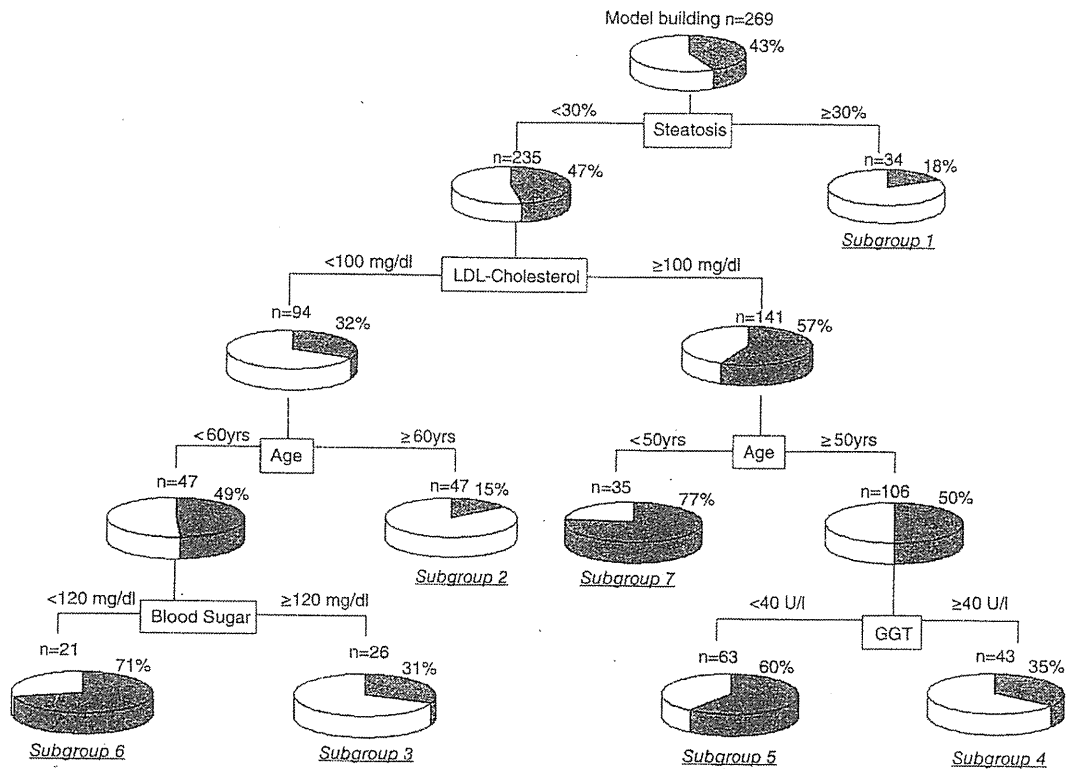 Model building n=269
43%
<30%
Steatosis
≥30%
n=235
47%
n=34
18%
Subgroup 1
<100 mg/dl
LDL-Cholesterol
≥100 mg/dl
n=94
32%
n=141
57%
<60yrs
Age
≥60yrs
<50yrs
Age
≥50yrs
n=47
49%
n=47
15%
Subgroup 2
n=35
77%
Subgroup 7
n=106
50%
<120 mg/dl
Blood Sugar
≥120 mg/dl
<40 U/l
GGT
≥40 U/l
n=21
71%
Subgroup 6
n=26
31%
Subgroup 3
n=63
60%
Subgroup 5
n=43
35%
Subgroup 4